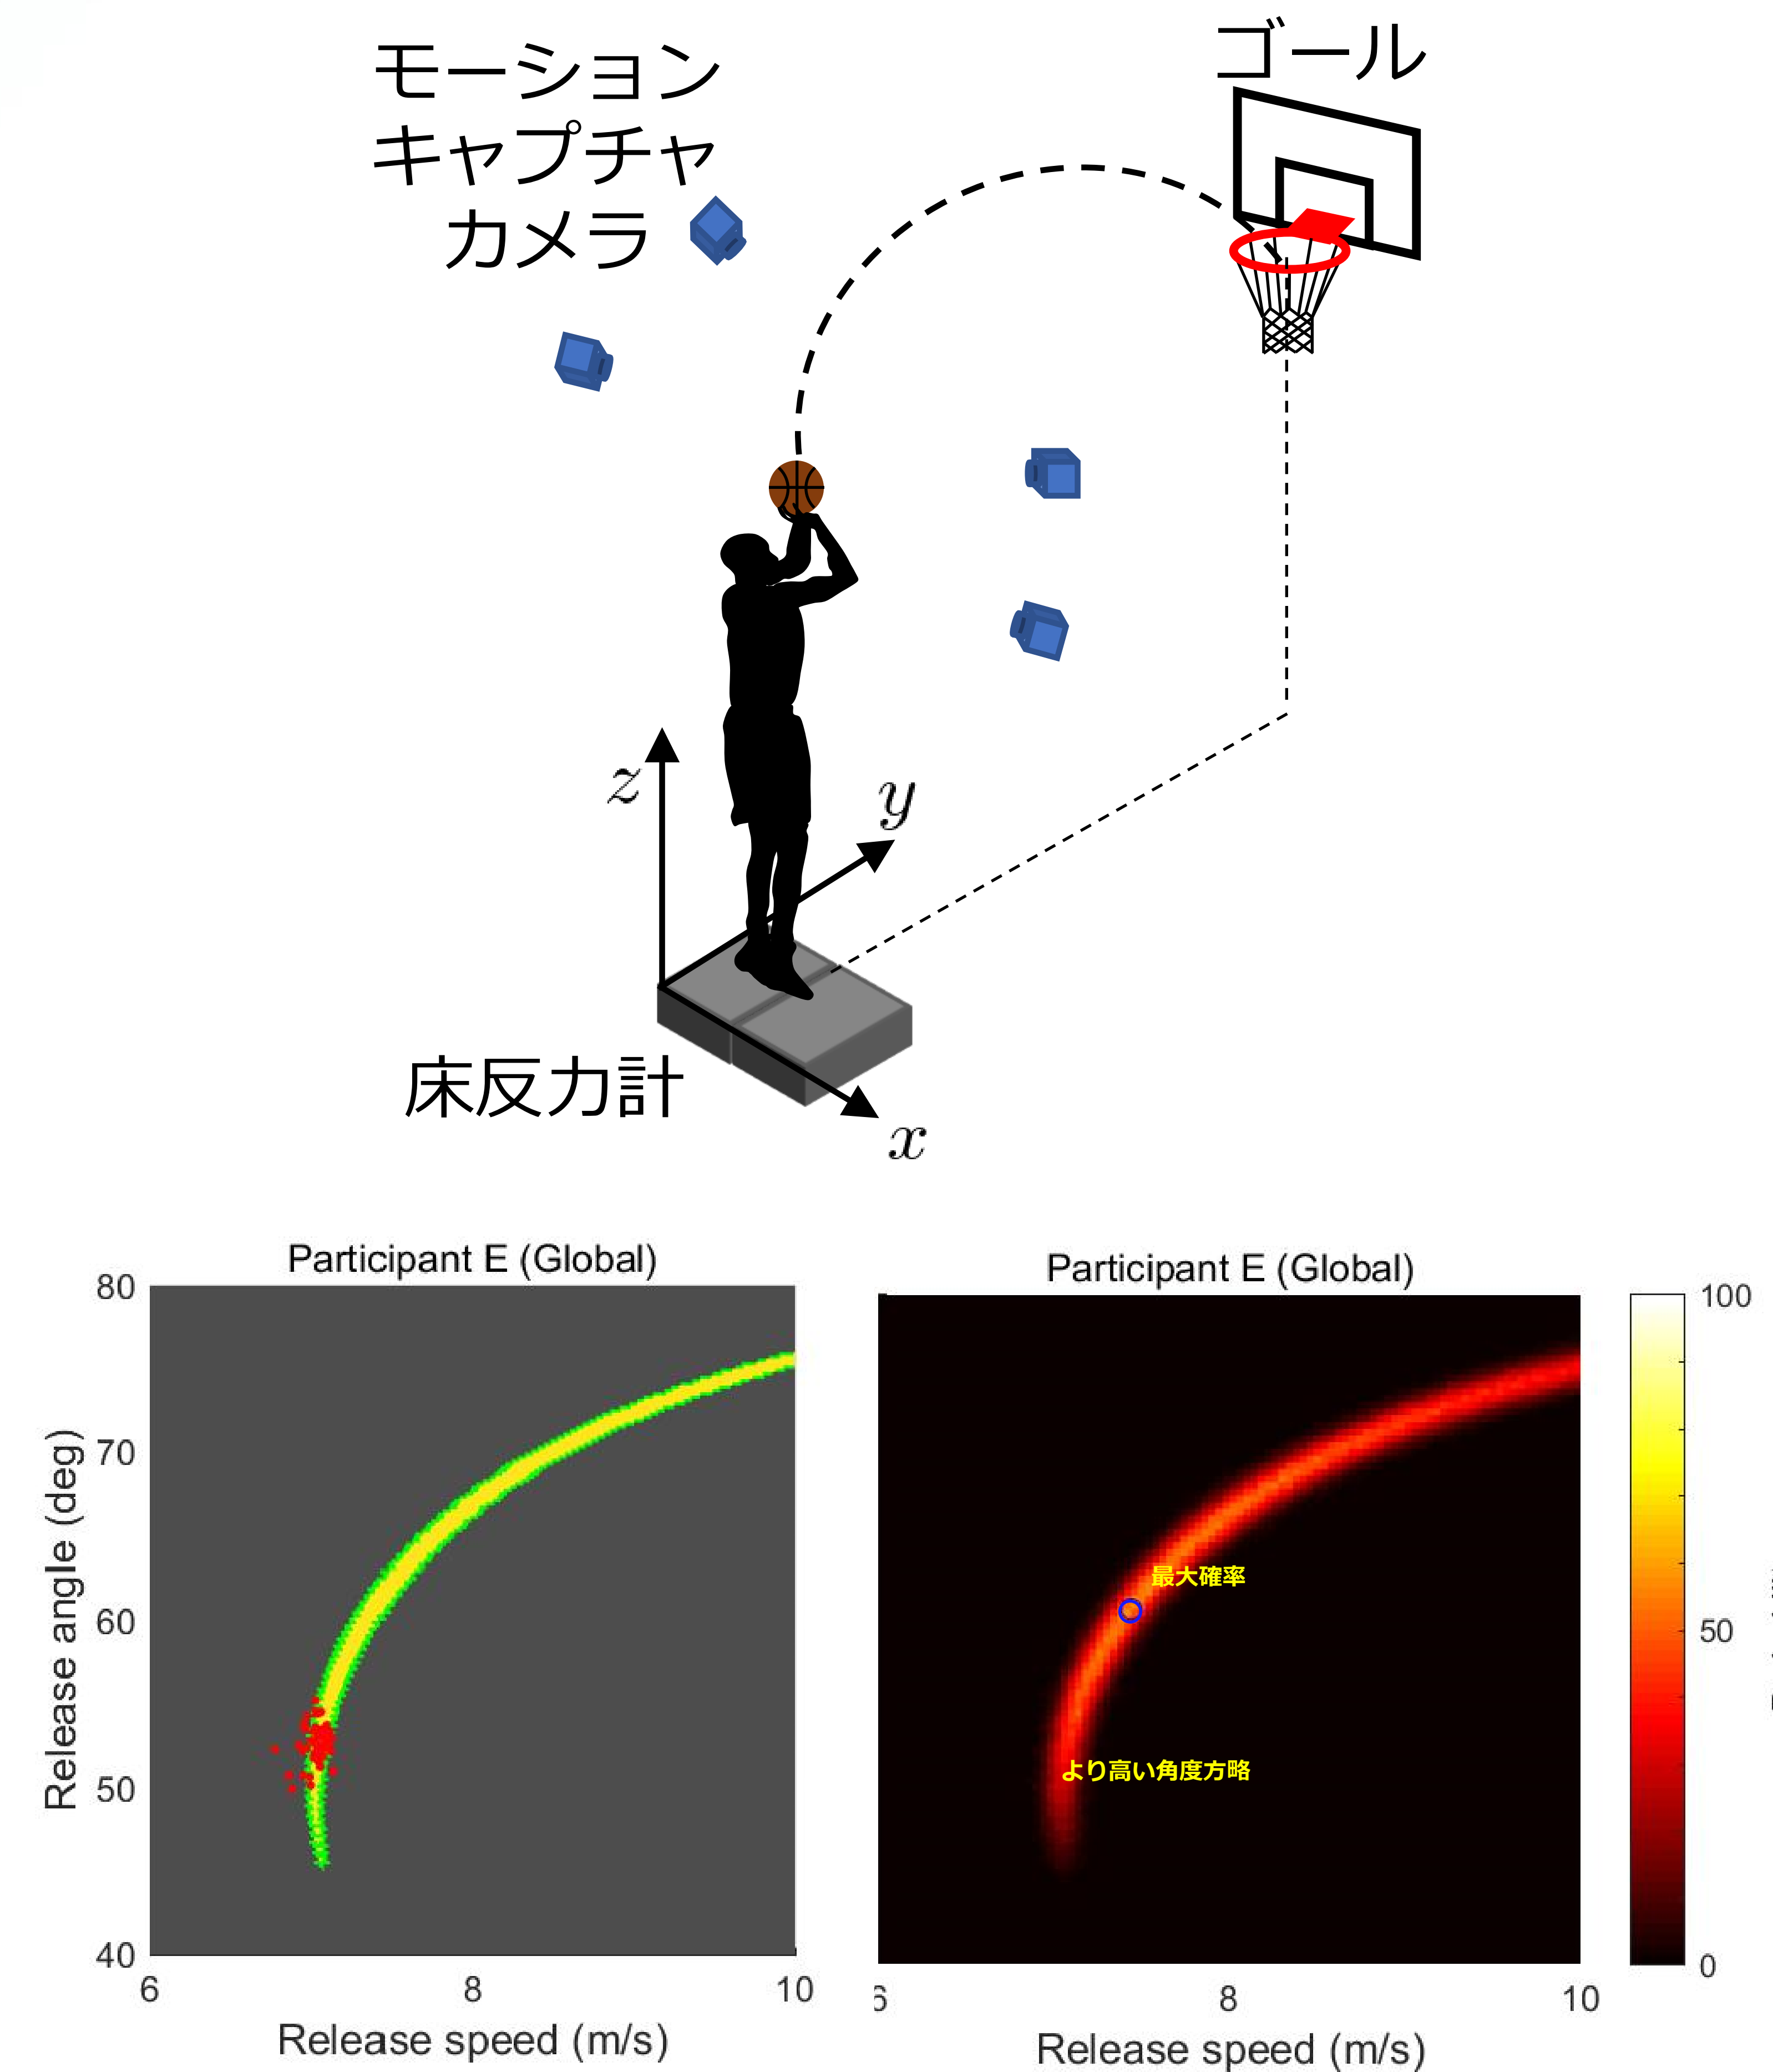 モーション
キャプチャ
カメラ
ゴール
z
y
床反力計
x
Participant E (Global)
80
70
60
50
40
6
8
10
Release angle (deg)
Release speed (m/s)
Participant E (Global)
最大確率
より高い角度方略
8
10
Release speed (m/s)
100
50
0